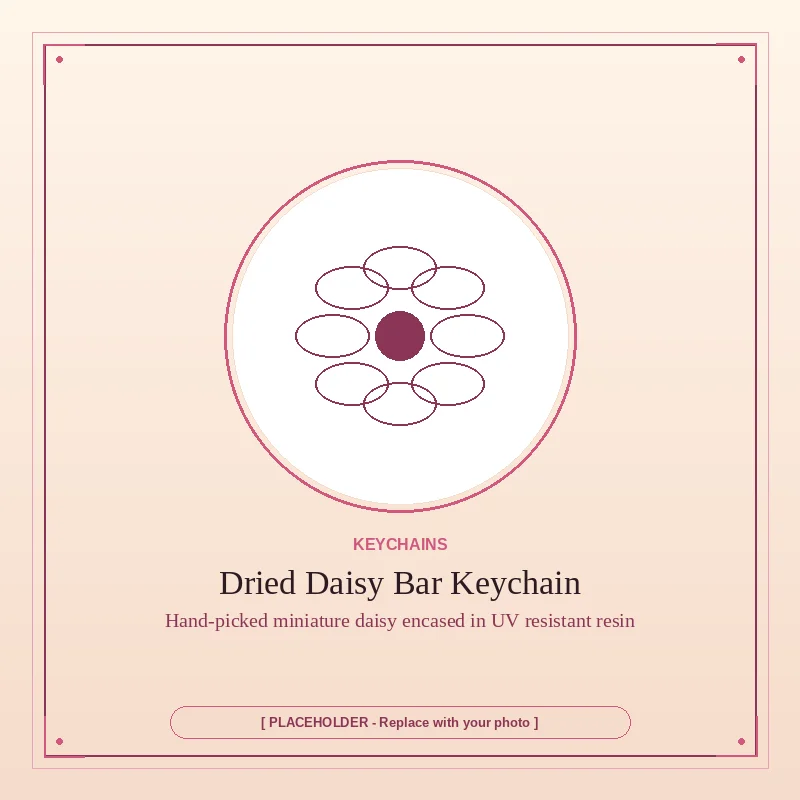 KEYCHAINS
Dried Daisy Bar Keychain
Hand-picked miniature daisy encased in UV resistant resin
[ PLACEHOLDER - Replace with your photo ]